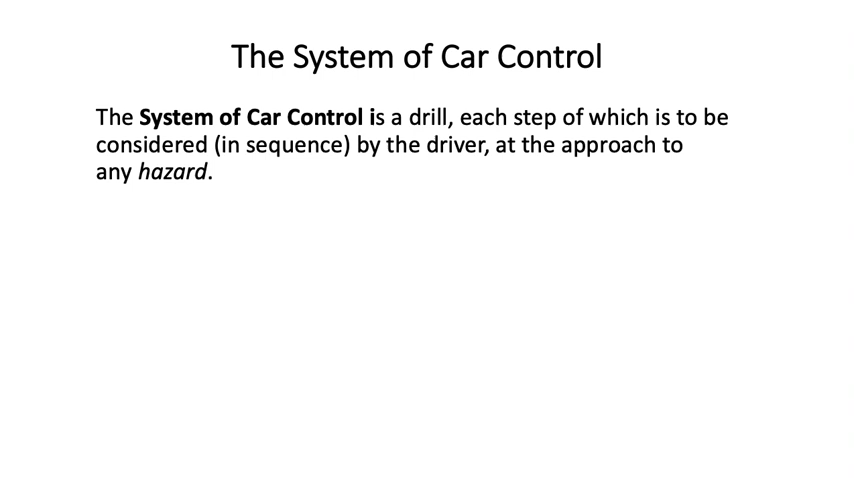 The System of Car Control
The System of Car Control is a drill, each step of which is to be
considered (in sequence) by the driver, at the approach to
any hazard.